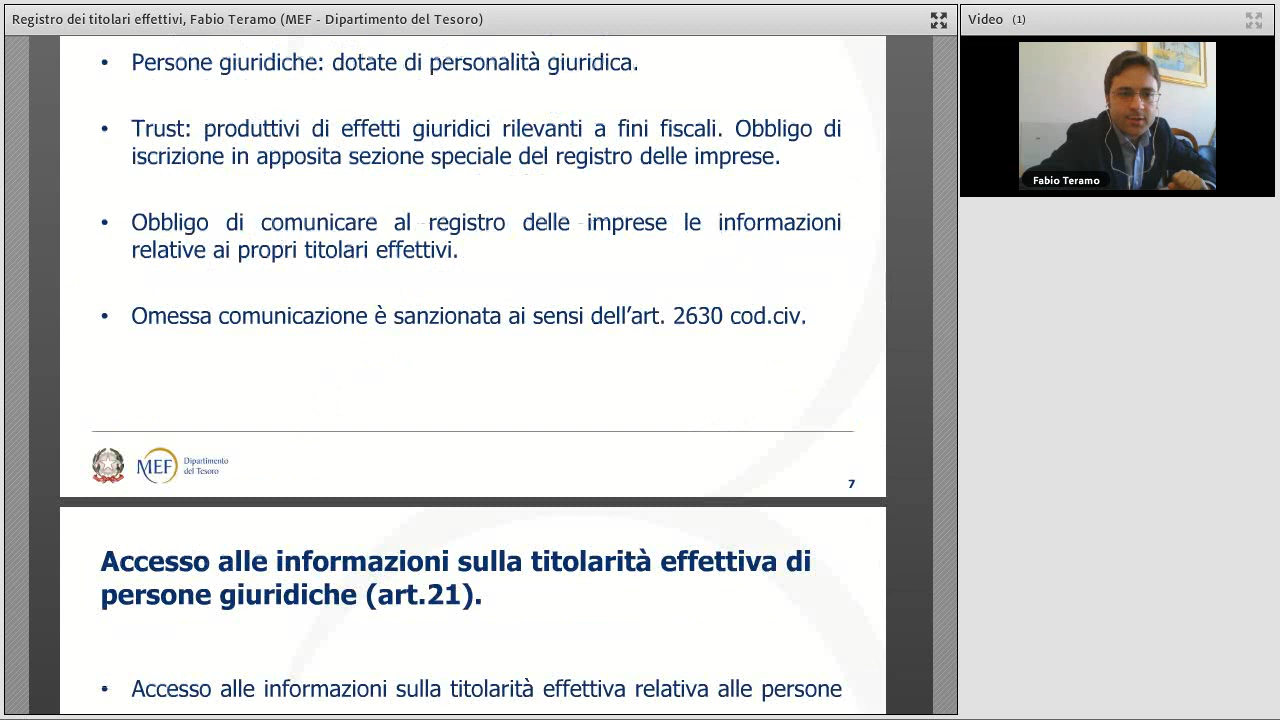 Registro dei titolari effettivi, Fabio Teramo (MEF - Dipartimento del Tesoro)
Video (1)
Fabio Teramo
• Persone giuridiche: dotate di personalità giuridica.
• Trust: produttivi di effetti giuridici rilevanti a fini fiscali. Obbligo di
iscrizione in apposita sezione speciale del registro delle imprese.
• Obbligo di comunicare al registro delle imprese le informazioni
relative ai propri titolari effettivi.
• Omessa comunicazione è sanzionata ai sensi dell’art. 2630 cod.civ.
MEF
Dipartimento
del Tesoro
7
Accesso alle informazioni sulla titolarità effettiva di
persone giuridiche (art.21).
• Accesso alle informazioni sulla titolarità effettiva relativa alle persone